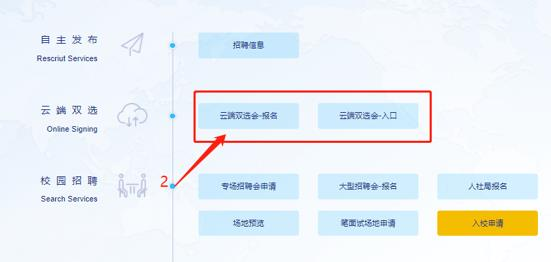 自主发布
Rescriut Services
招聘信息
云端双选
Online Signing
云端双选会-报名
云端双选会-入口
校园招聘
Search Services
2
专场招聘会申请
大型招聘会-报名
人社局报名
场地预览
笔面试场地申请
入校申请